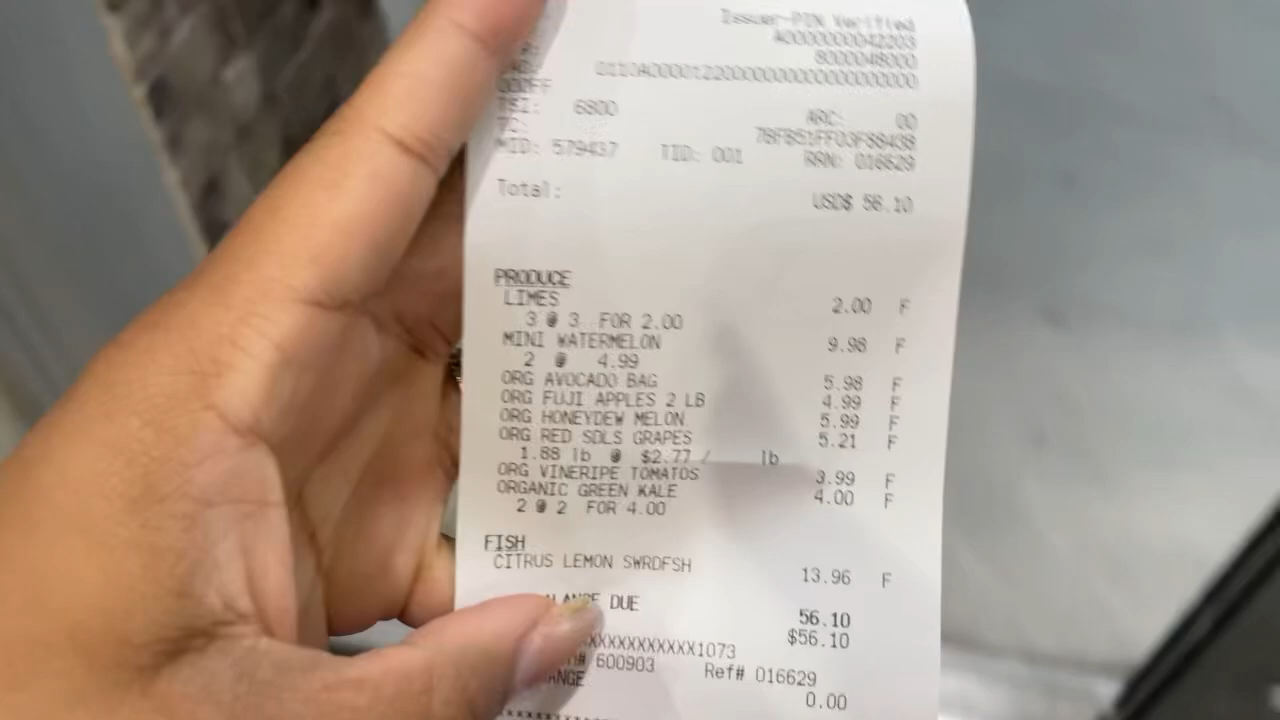 Issuer-PIN Verified
A0000000042203
8000048000
0110A0000122000000000000000000
00FF
TSI: 6800 ARC: 00
TC: 7BFB51FF03F88438
MID: 579437 TID: 001 RRN: 016629
Total: USD$ 56.10
PRODUCE
LIMES 2.00 F
3 @ 3 FOR 2.00
MINI WATERMELON 9.98 F
2 @ 4.99
ORG AVOCADO BAG 5.98 F
ORG FUJI APPLES 2 LB 4.99 F
ORG HONEYDEW MELON 5.99 F
ORG RED SDLS GRAPES 5.21 F
1.88 lb @ $2.77 / lb
ORG VINERIPE TOMATOS 3.99 F
ORGANIC GREEN KALE 4.00 F
2 @ 2 FOR 4.00
FISH
CITRUS LEMON SWRDFSH 13.96 F
DUE 56.10
XXXXXXXXXXXX1073 $56.10
600903 Ref# 016629
0.00